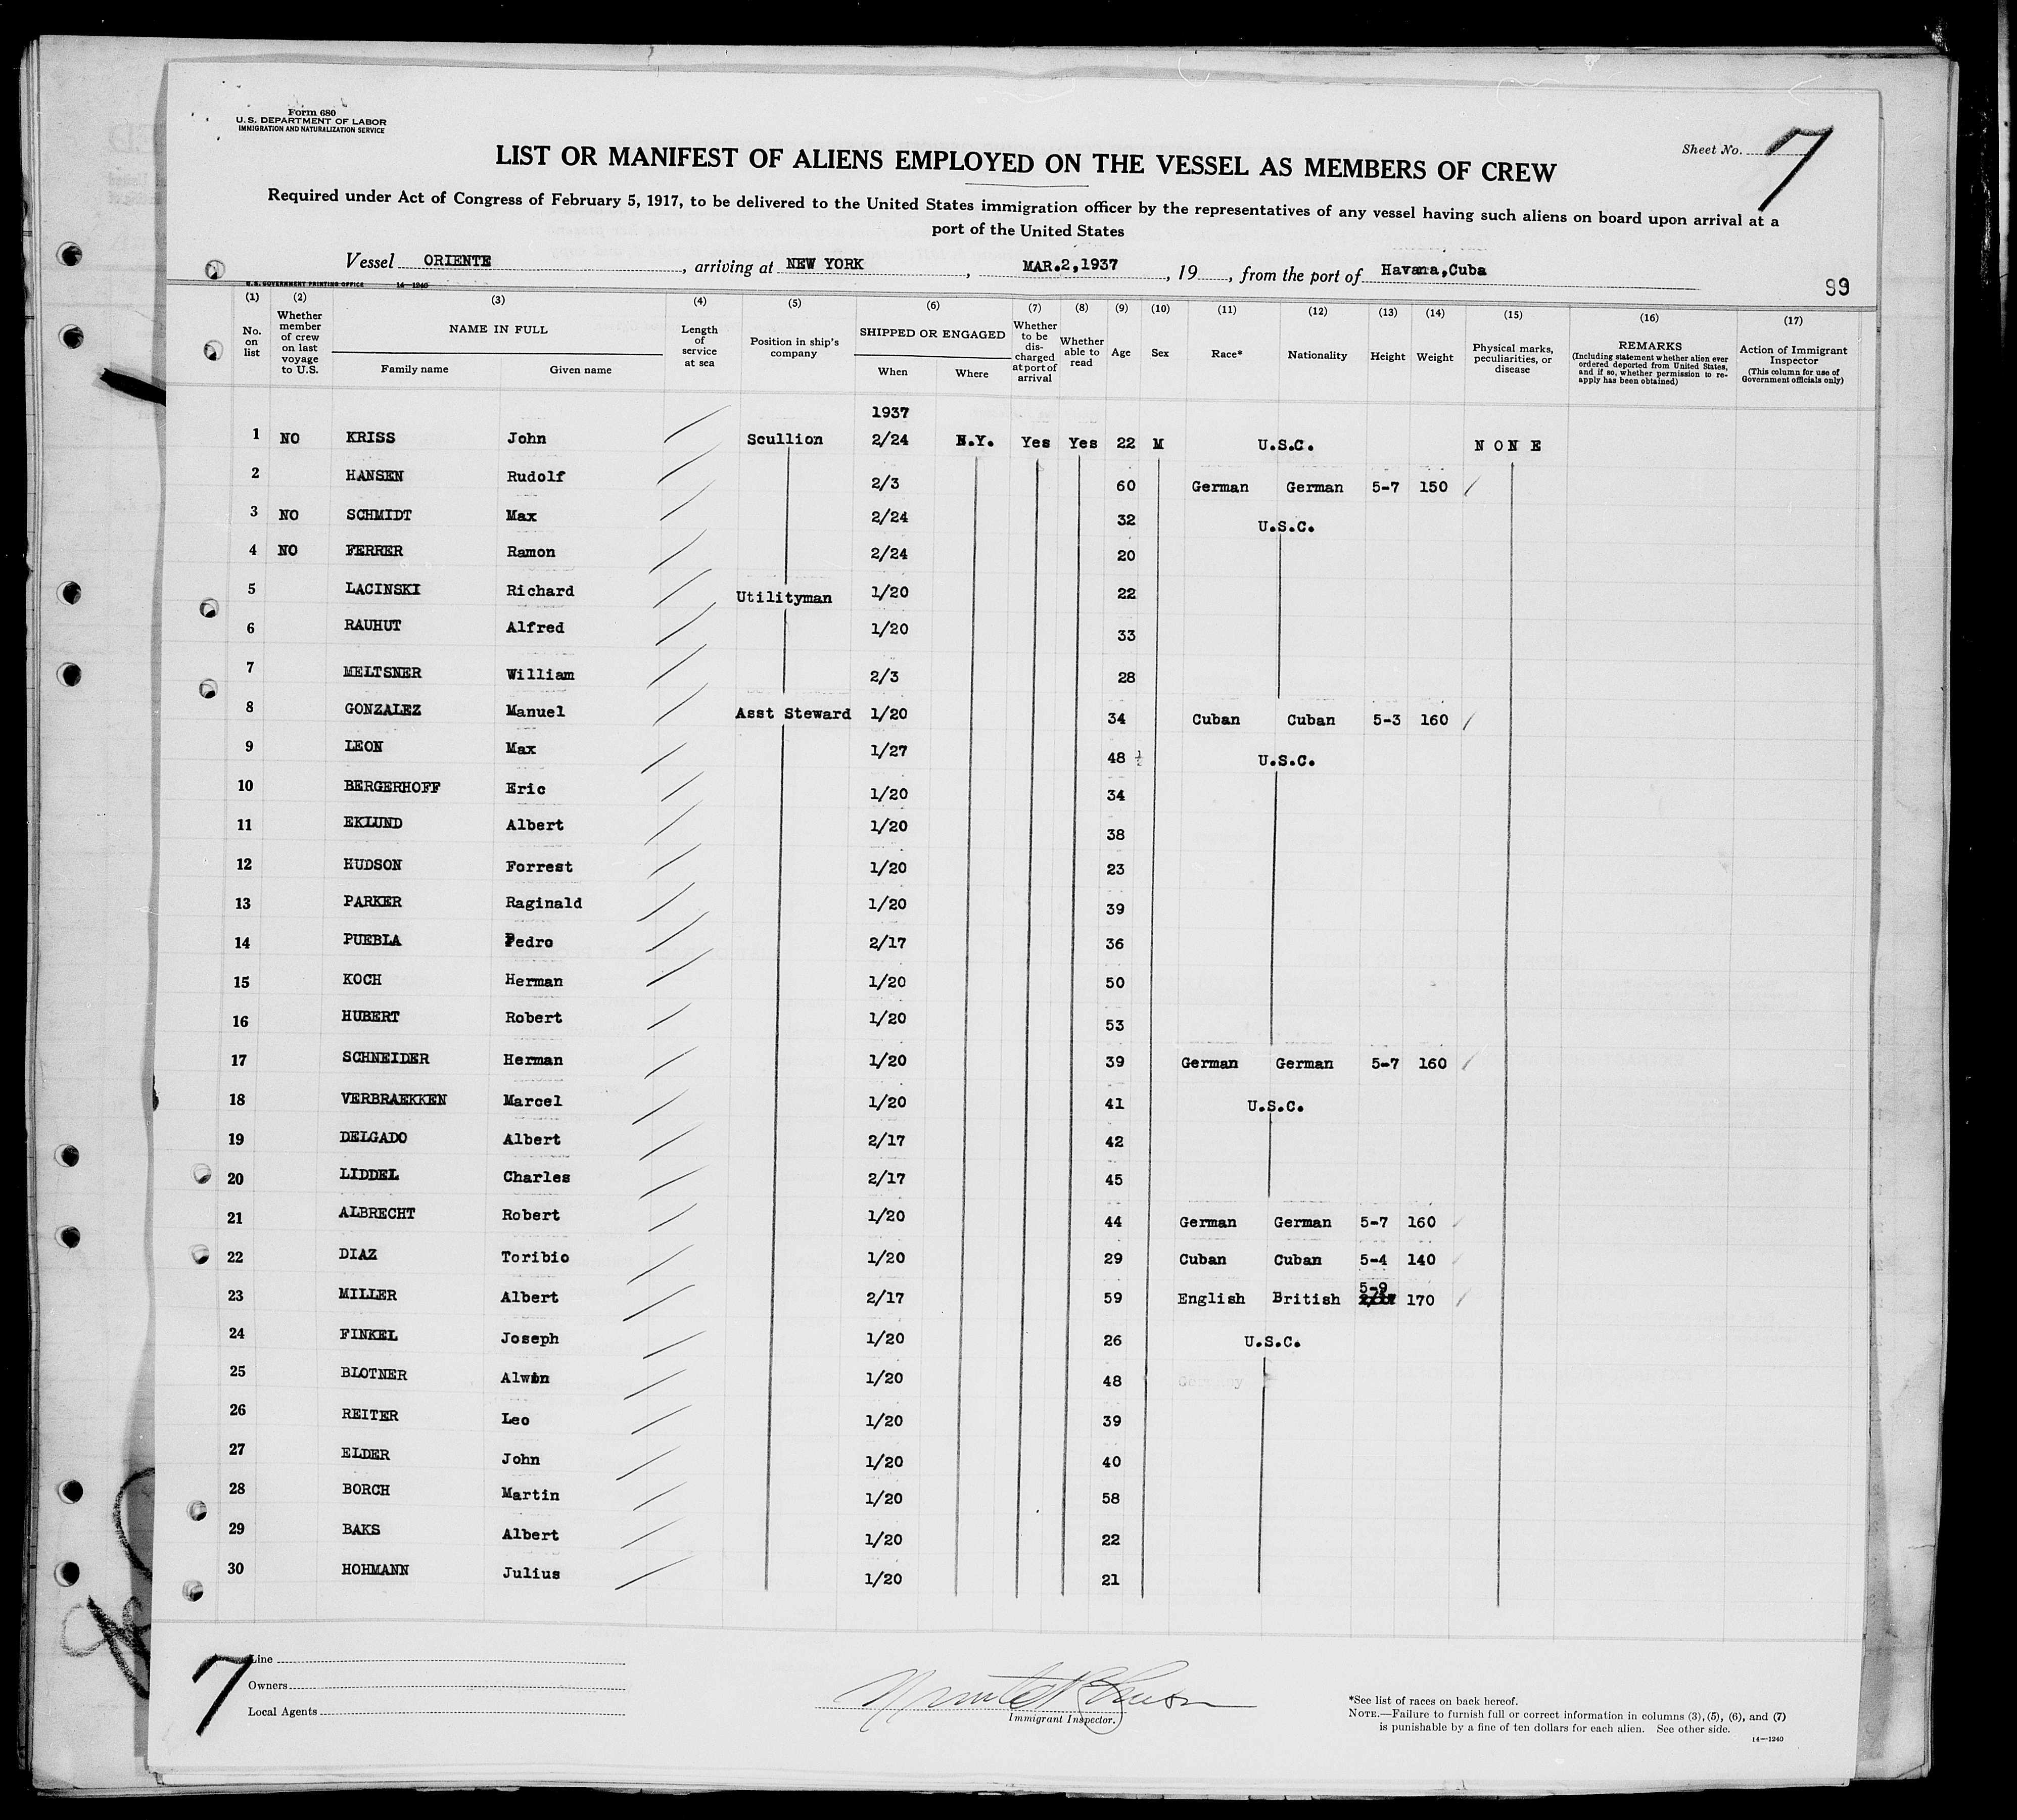 Form 680
U. S. DEPARTMENT OF LABOR
IMMIGRATION AND NATURALIZATION SERVICE
Sheet No. 7
LIST OR MANIFEST OF ALIENS EMPLOYED ON THE VESSEL AS MEMBERS OF CREW
Required under Act of Congress of February 5, 1917, to be delivered to the United States immigration officer by the representatives of any vessel having such aliens on board upon arrival at a
port of the United States
Vessel ORIENTE, arriving at NEW YORK, MAR.2,1937, 19, from the port of Havana,Cuba
U. S. GOVERNMENT PRINTING OFFICE 14—1240
99
(1) No. on list (2) Whether member of crew on last voyage to U.S. (3) NAME IN FULL Family name Given name (4) Length of service at sea (5) Position in ship's company (6) SHIPPED OR ENGAGED When Where (7) Whether to be discharged at port of arrival (8) Whether able to read (9) Age (10) Sex (11) Race* (12) Nationality (13) Height (14) Weight (15) Physical marks, peculiarities, or disease (16) REMARKS (Including statement whether alien ever ordered deported from United States, and if so, whether permission to reapply has been obtained) (17) Action of Immigrant Inspector (This column for use of Government officials only)
1937
1 NO KRISS John Scullion 2/24 N.Y. Yes Yes 22 M U.S.C. N O N E
2 HANSEN Rudolf 2/3 60 German German 5-7 150
3 NO SCHMIDT Max 2/24 32 U.S.C.
4 NO FERRER Ramon 2/24 20
5 LACINSKI Richard Utilityman 1/20 22
6 RAUHUT Alfred 1/20 33
7 MELTSNER William 2/3 28
8 GONZALEZ Manuel Asst Steward 1/20 34 Cuban Cuban 5-3 160
9 LEON Max 1/27 48 ½ U.S.C.
10 BERGERHOFF Eric 1/20 34
11 EKLUND Albert 1/20 38
12 HUDSON Forrest 1/20 23
13 PARKER Raginald 1/20 39
14 PUEBLA Pedro 2/17 36
15 KOCH Herman 1/20 50
16 HUBERT Robert 1/20 53
17 SCHNEIDER Herman 1/20 39 German German 5-7 160
18 VERBRAEKKEN Marcel 1/20 41 U.S.C.
19 DELGADO Albert 2/17 42
20 LIDDEL Charles 2/17 45
21 ALBRECHT Robert 1/20 44 German German 5-7 160
22 DIAZ Toribio 1/20 29 Cuban Cuban 5-4 140
23 MILLER Albert 2/17 59 English British 5-9 170
24 FINKEL Joseph 1/20 26 U.S.C.
25 BLOTNER Alwin 1/20 48
26 REITER Leo 1/20 39
27 ELDER John 1/20 40
28 BORCH Martin 1/20 58
29 BAKS Albert 1/20 22
30 HOHMANN Julius 1/20 21
7
Line
Owners
Local Agents
Immigrant Inspector.
*See list of races on back hereof.
NOTE.—Failure to furnish full or correct information in columns (3), (5), (6), and (7)
is punishable by a fine of ten dollars for each alien. See other side.
14—1240